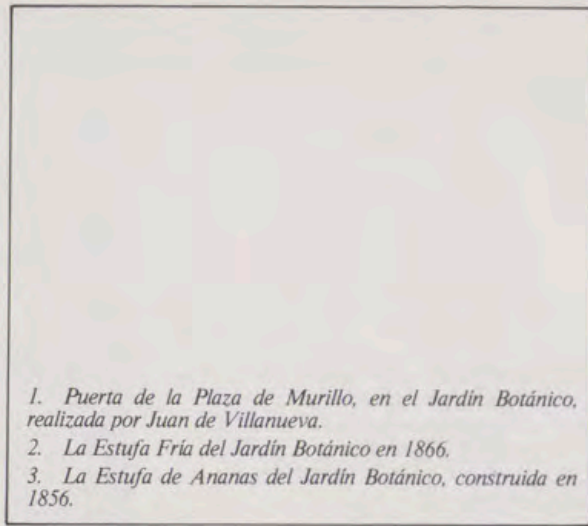 1. Puerta de la Plaza de Murillo, en el Jardín Botánico,
realizada por Juan de Villanueva.
2. La Estufa Fría del Jardín Botánico en 1866.
3. La Estufa de Ananas del Jardín Botánico, construida en
1856.